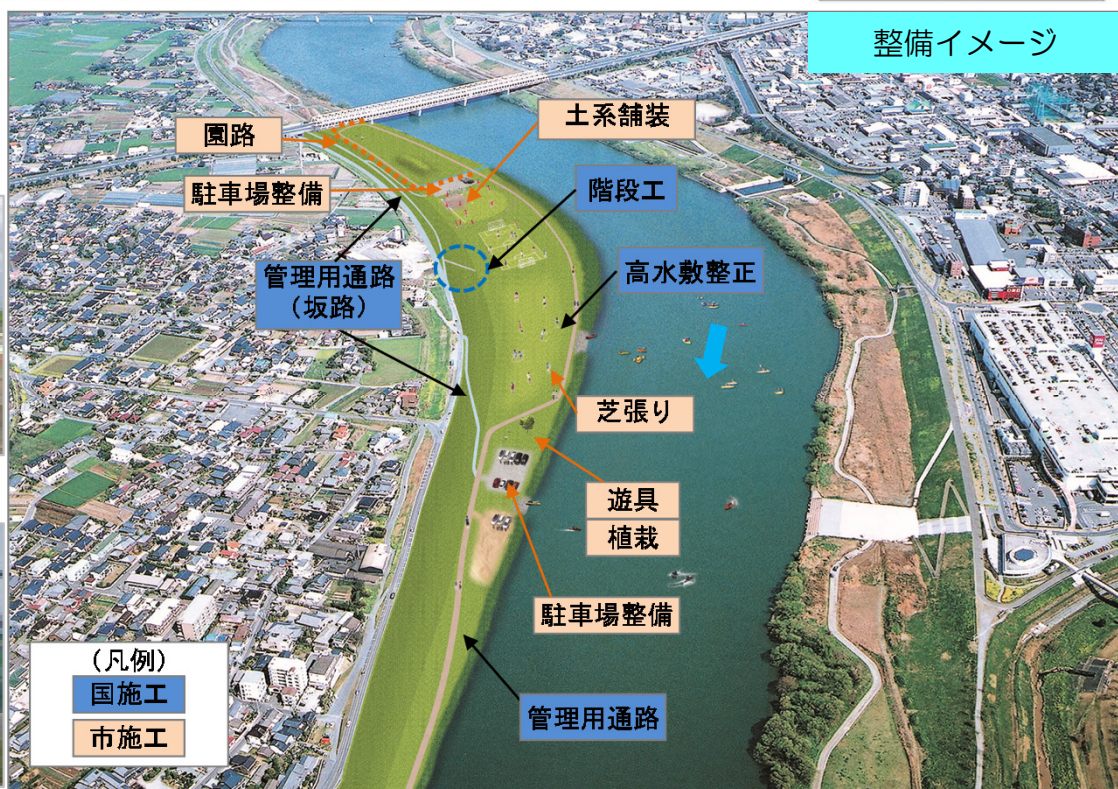 整備イメージ
土系舗装
園路
駐車場整備
階段工
管理用通路
(坂路)
高水敷整正
芝張り
遊具
植栽
駐車場整備
管理用通路
(凡例)
国施工
市施工